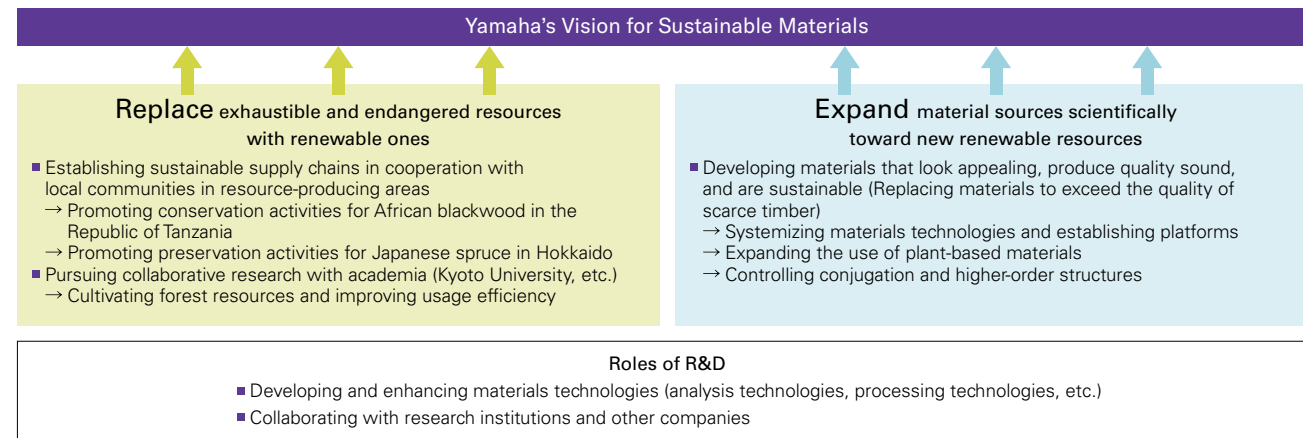 Yamaha's Vision for Sustainable Materials
Replace exhaustible and endangered resources
with renewable ones
■ Establishing sustainable supply chains in cooperation with
local communities in resource-producing areas
→ Promoting conservation activities for African blackwood in the
Republic of Tanzania
→ Promoting preservation activities for Japanese spruce in Hokkaido
■ Pursuing collaborative research with academia (Kyoto University, etc.)
→ Cultivating forest resources and improving usage efficiency
Expand material sources scientifically
toward new renewable resources
■ Developing materials that look appealing, produce quality sound,
and are sustainable (Replacing materials to exceed the quality of
scarce timber)
→ Systemizing materials technologies and establishing platforms
→ Expanding the use of plant-based materials
→ Controlling conjugation and higher-order structures
Roles of R&D
■ Developing and enhancing materials technologies (analysis technologies, processing technologies, etc.)
■ Collaborating with research institutions and other companies